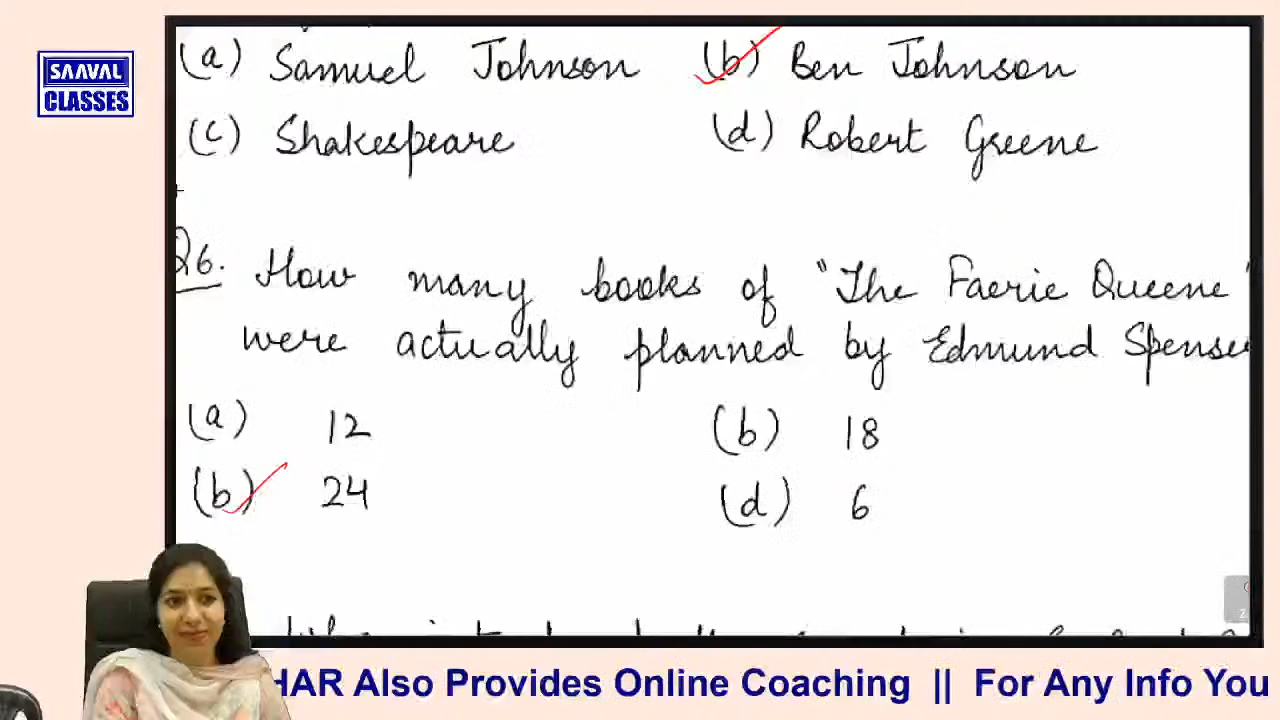 SAAVAL
CLASSES
(a) Samuel Johnson (b) Ben Johnson
(c) Shakespeare (d) Robert Greene
Q6. How many books of "The Faerie Queene"
were actually planned by Edmund Spenser
(a) 12 (b) 18
(b) 24 (d) 6
HAR Also Provides Online Coaching || For Any Info You